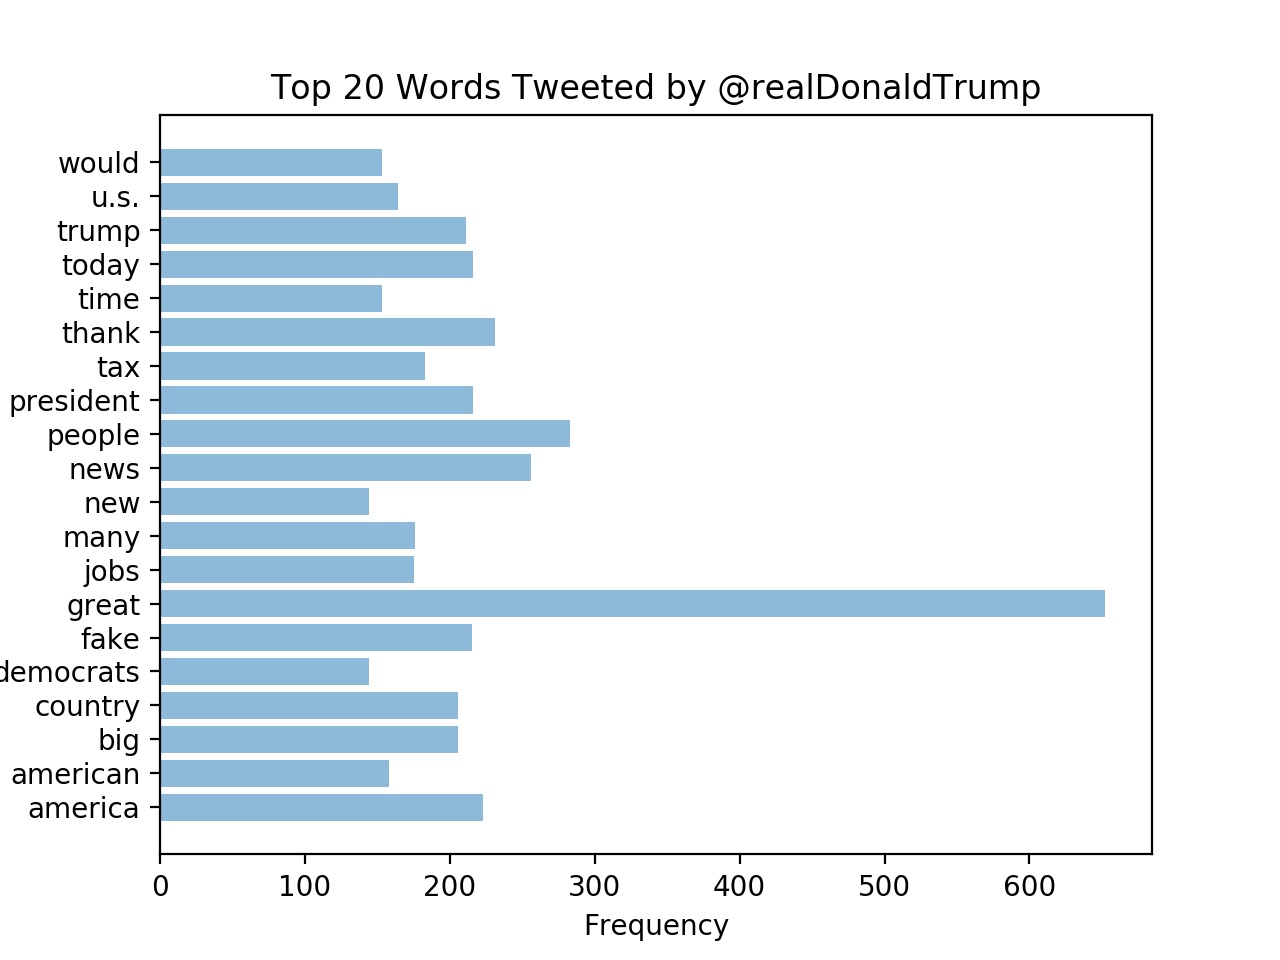 Top 20 Words Tweeted by @realDonaldTrump
would
u.s.
trump
today
time
thank
tax
president
people
news
new
many
jobs
great
fake
democrats
country
big
american
america
0 100 200 300 400 500 600
Frequency